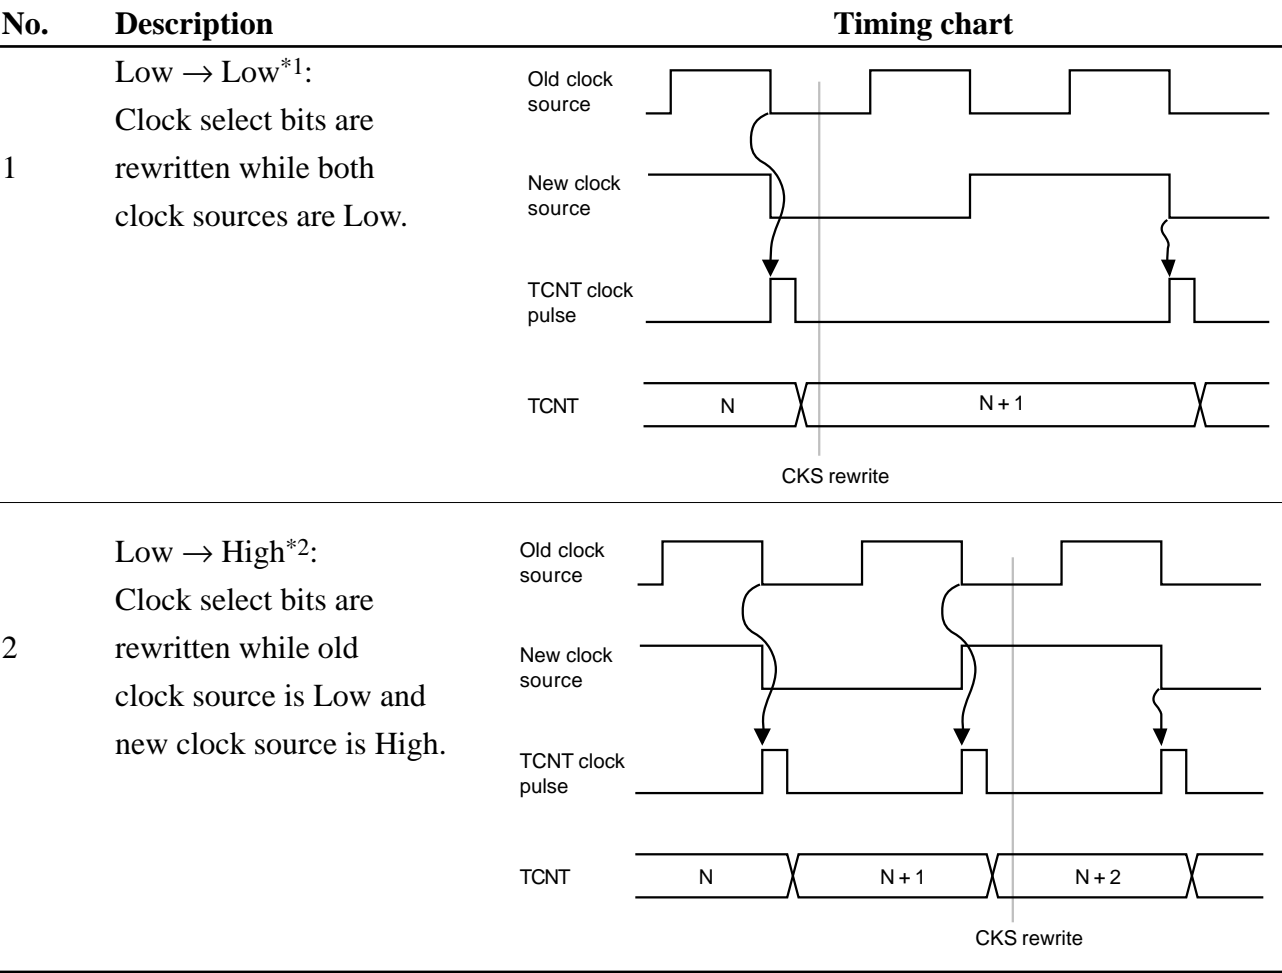 No. Description Timing chart
Low → Low*1:
Clock select bits are
1 rewritten while both
clock sources are Low.
Old clock
source
New clock
source
TCNT clock
pulse
TCNT N N + 1
CKS rewrite
Low → High*2:
Clock select bits are
2 rewritten while old
clock source is Low and
new clock source is High.
Old clock
source
New clock
source
TCNT clock
pulse
TCNT N N + 1 N + 2
CKS rewrite